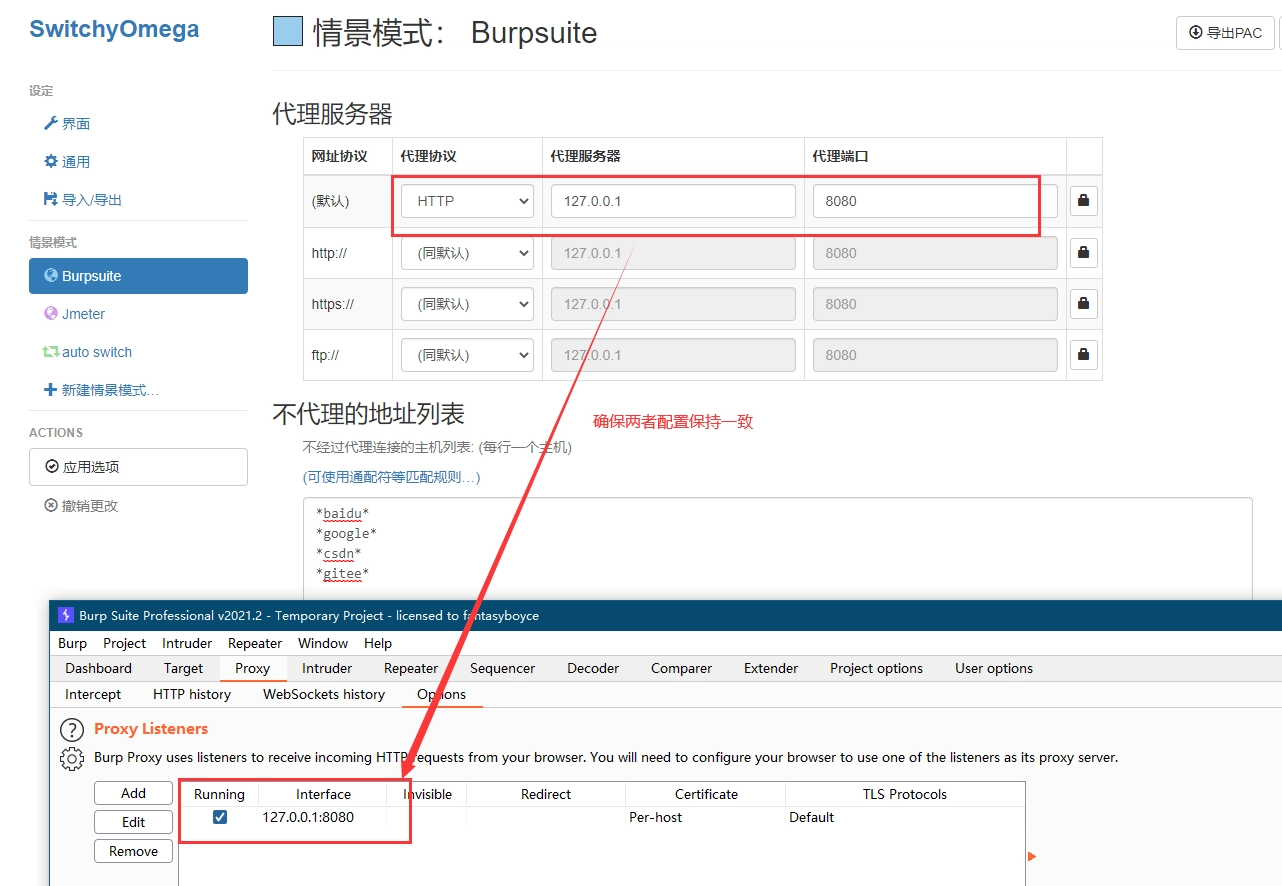 SwitchyOmega
情景模式： Burpsuite
导出PAC
设定
界面
通用
导入/导出
情景模式
Burpsuite
Jmeter
auto switch
新建情景模式…
ACTIONS
应用选项
撤销更改
代理服务器
网址协议 代理协议 代理服务器 代理端口
(默认) HTTP 127.0.0.1 8080
http:// (同默认) 127.0.0.1 8080
https:// (同默认) 127.0.0.1 8080
ftp:// (同默认) 127.0.0.1 8080
不代理的地址列表
确保两者配置保持一致
不经过代理连接的主机列表: (每行一个主机)
(可使用通配符等匹配规则…)
*baidu*
*google*
*csdn*
*gitee*
Burp Suite Professional v2021.2 - Temporary Project - licensed to fantasyboyce
Burp Project Intruder Repeater Window Help
Dashboard Target Proxy Intruder Repeater Sequencer Decoder Comparer Extender Project options User options
Intercept HTTP history WebSockets history Options
Proxy Listeners
Burp Proxy uses listeners to receive incoming HTTP requests from your browser. You will need to configure your browser to use one of the listeners as its proxy server.
Add
Edit
Remove
Running Interface Invisible Redirect Certificate TLS Protocols
127.0.0.1:8080 Per-host Default